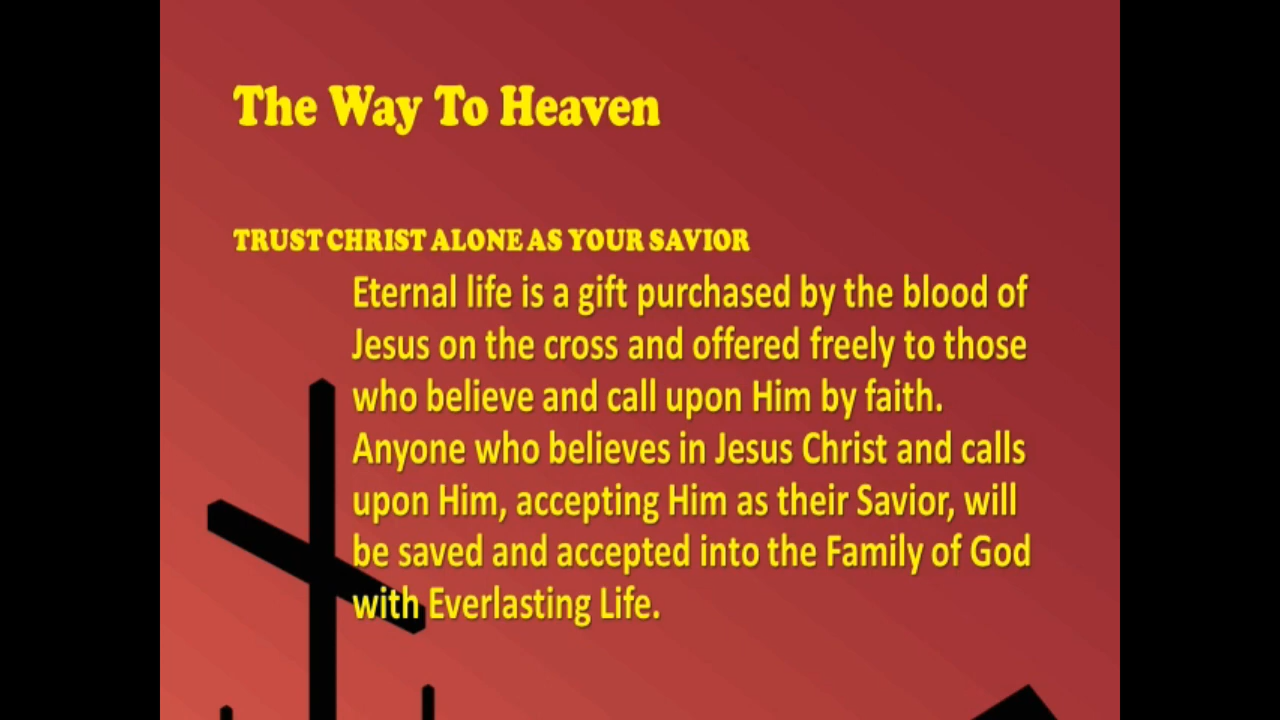 The Way To Heaven
TRUST CHRIST ALONE AS YOUR SAVIOR
Eternal life is a gift purchased by the blood of
Jesus on the cross and offered freely to those
who believe and call upon Him by faith.
Anyone who believes in Jesus Christ and calls
upon Him, accepting Him as their Savior, will
be saved and accepted into the Family of God
with Everlasting Life.